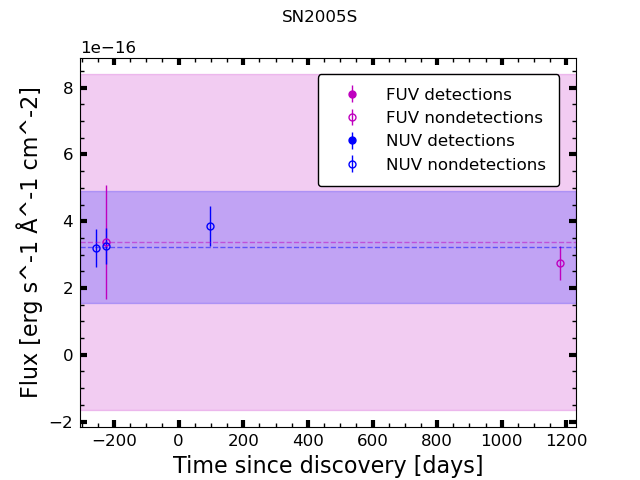 SN2005S
1e−16
8
6
4
2
0
−2
Flux [erg s^-1 Å^-1 cm^-2]
FUV detections
FUV nondetections
NUV detections
NUV nondetections
−200 0 200 400 600 800 1000 1200
Time since discovery [days]